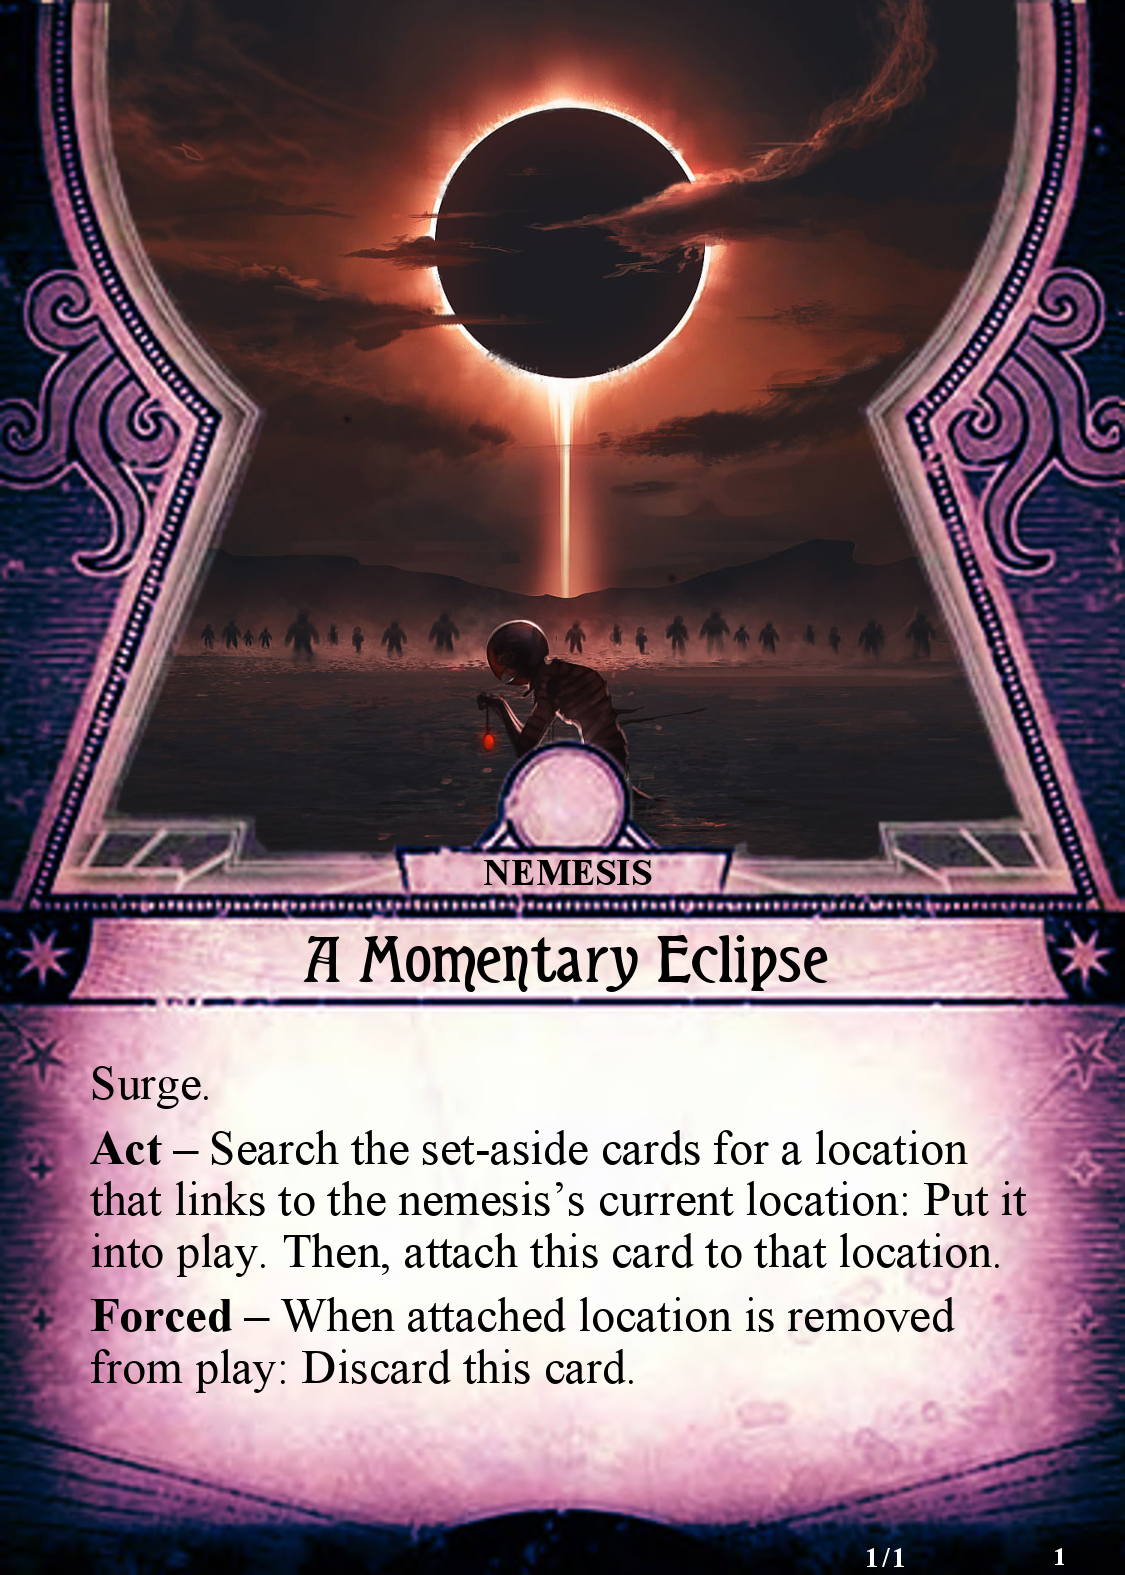 NEMESIS
A Momentary Eclipse
Surge.
Act – Search the set-aside cards for a location
that links to the nemesis’s current location: Put it
into play. Then, attach this card to that location.
Forced – When attached location is removed
from play: Discard this card.
1/1
1